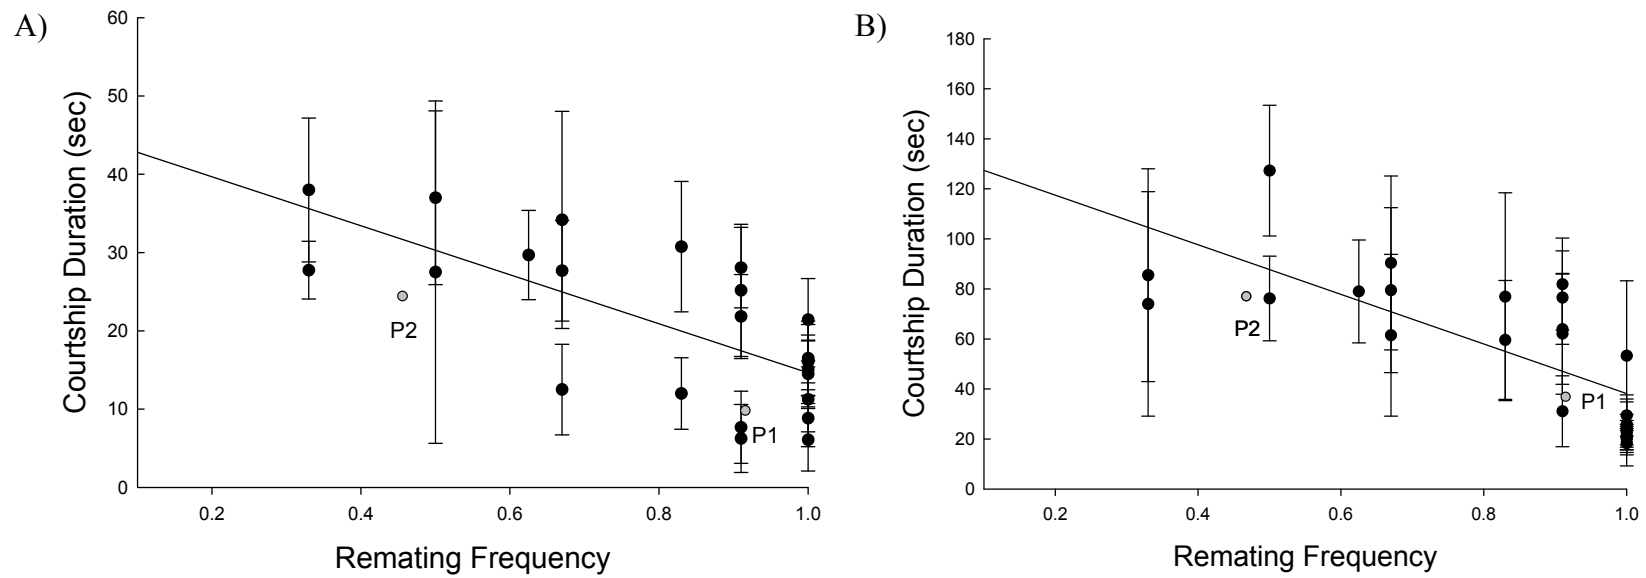 A)
60
50
40
30
20
10
0
Courtship Duration (sec)
P2
P1
0.2 0.4 0.6 0.8 1.0
Remating Frequency
B)
180
160
140
120
100
80
60
40
20
0
Courtship Duration (sec)
P2
P1
0.2 0.4 0.6 0.8 1.0
Remating Frequency